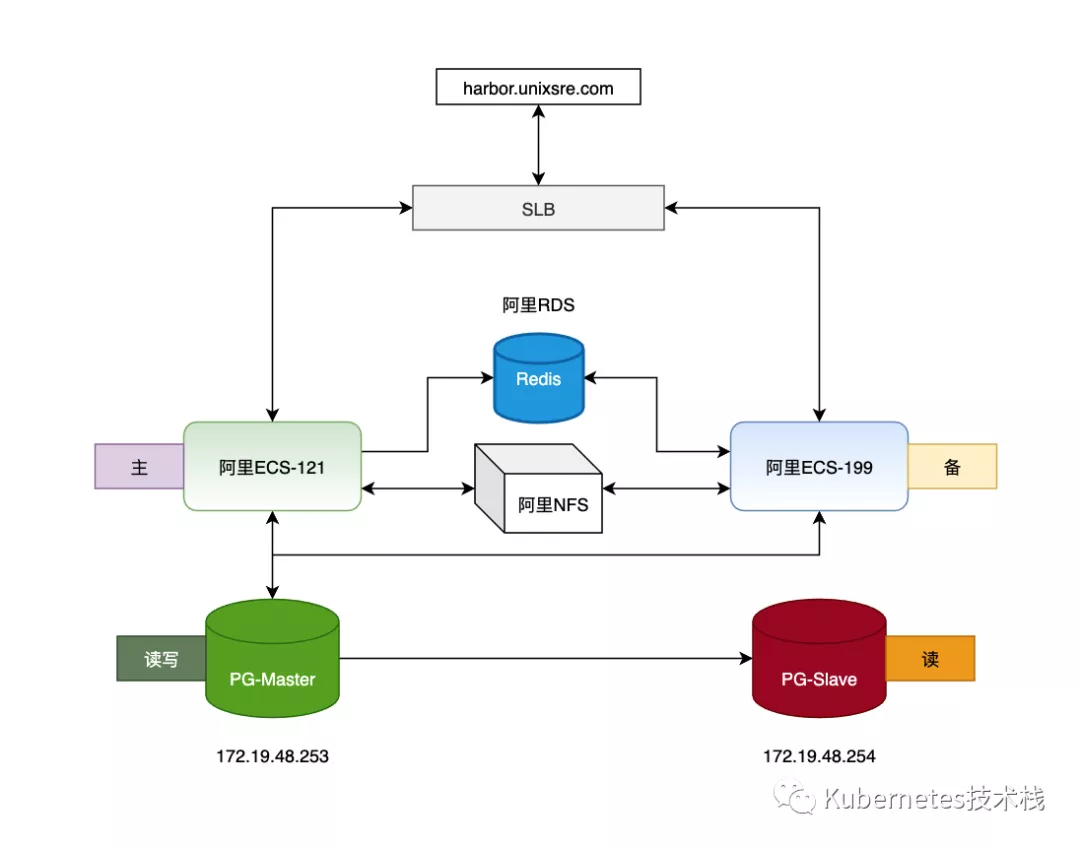 harbor.unixsre.com
SLB
阿里RDS
Redis
主
阿里ECS-121
阿里NFS
阿里ECS-199
备
读写
PG-Master
PG-Slave
读
172.19.48.253
172.19.48.254
Kubernetes技术栈